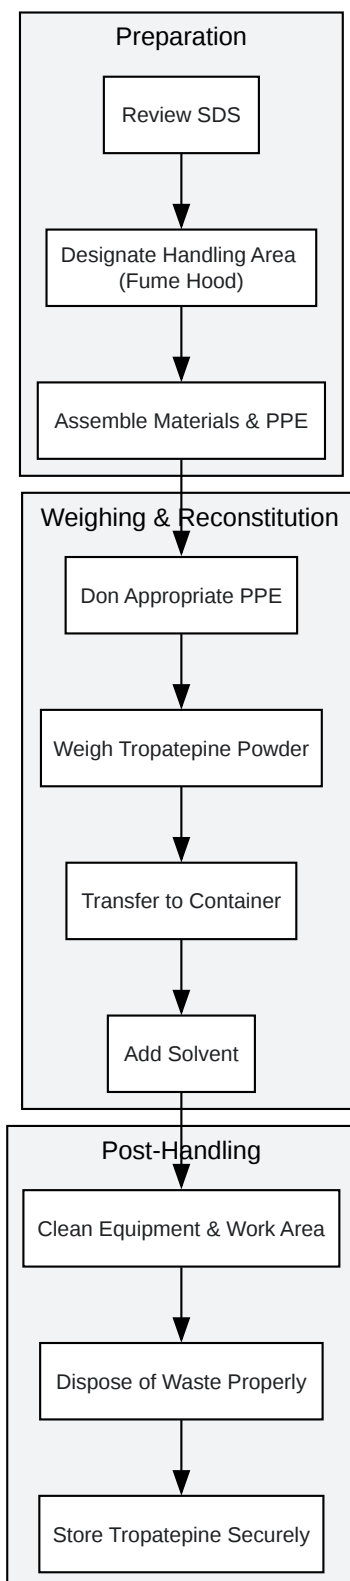 Preparation
Review SDS
Designate Handling Area
(Fume Hood)
Assemble Materials & PPE
Weighing & Reconstitution
Don Appropriate PPE
Weigh Tropatepine Powder
Transfer to Container
Add Solvent
Post-Handling
Clean Equipment & Work Area
Dispose of Waste Properly
Store Tropatepine Securely